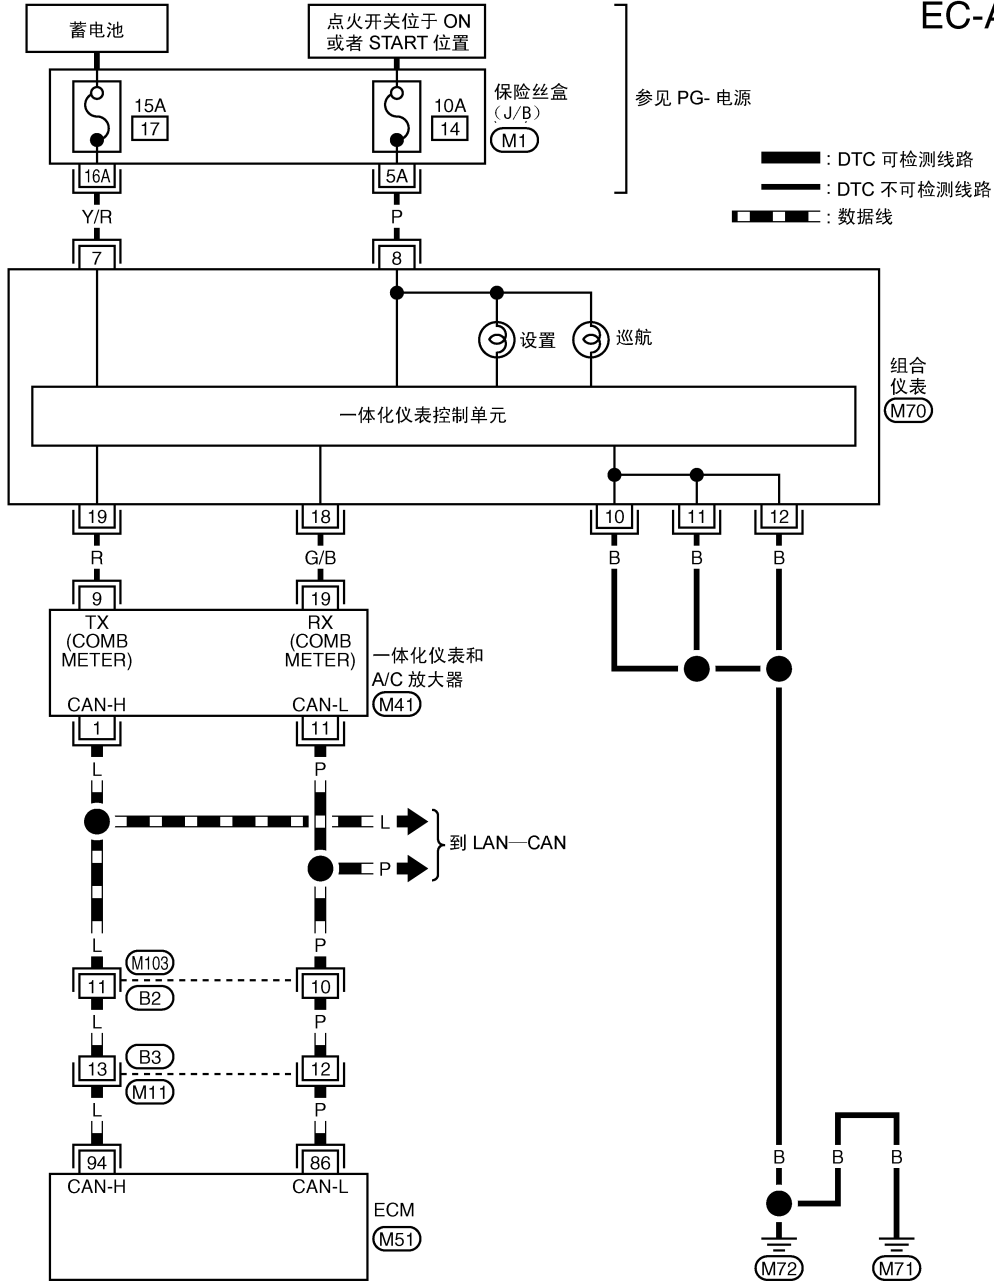 EC-A
蓄电池
点火开关位于 ON
或者 START 位置
15A
17
10A
14
保险丝盒
(J/B)
M1
参见 PG- 电源
16A
5A
: DTC 可检测线路
: DTC 不可检测线路
: 数据线
Y/R
P
7
8
设置
巡航
组合
仪表
M70
一体化仪表控制单元
19
18
10
11
12
R
G/B
B
B
B
9
19
TX
(COMB
METER)
RX
(COMB
METER)
一体化仪表和
A/C 放大器
M41
CAN-H
CAN-L
1
11
L
P
L
P
到 LAN—CAN
L
P
M103
11
10
B2
L
P
B3
13
12
M11
L
P
B
B
B
94
86
CAN-H
CAN-L
ECM
M51
M72
M71